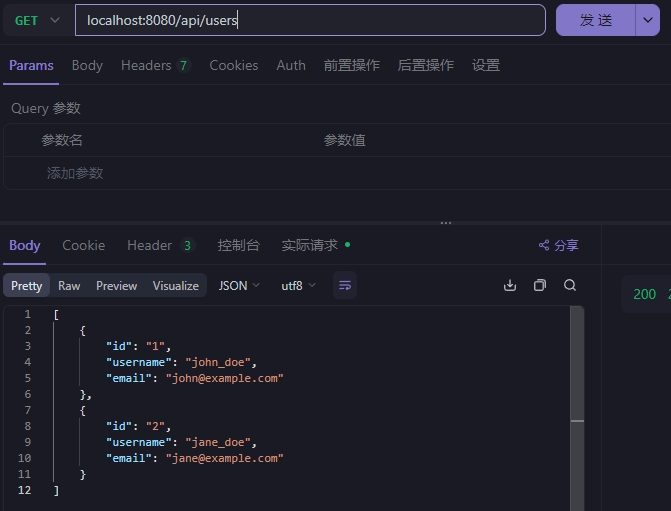 GET localhost:8080/api/users 发 送
Params Body Headers 7 Cookies Auth 前置操作 后置操作 设置
Query 参数
参数名 参数值
添加参数
Body Cookie Header 3 控制台 实际请求 分享
Pretty Raw Preview Visualize JSON utf8
200
1 [
2 {
3 "id": "1",
4 "username": "john_doe",
5 "email": "john@example.com"
6 },
7 {
8 "id": "2",
9 "username": "jane_doe",
10 "email": "jane@example.com"
11 }
12 ]